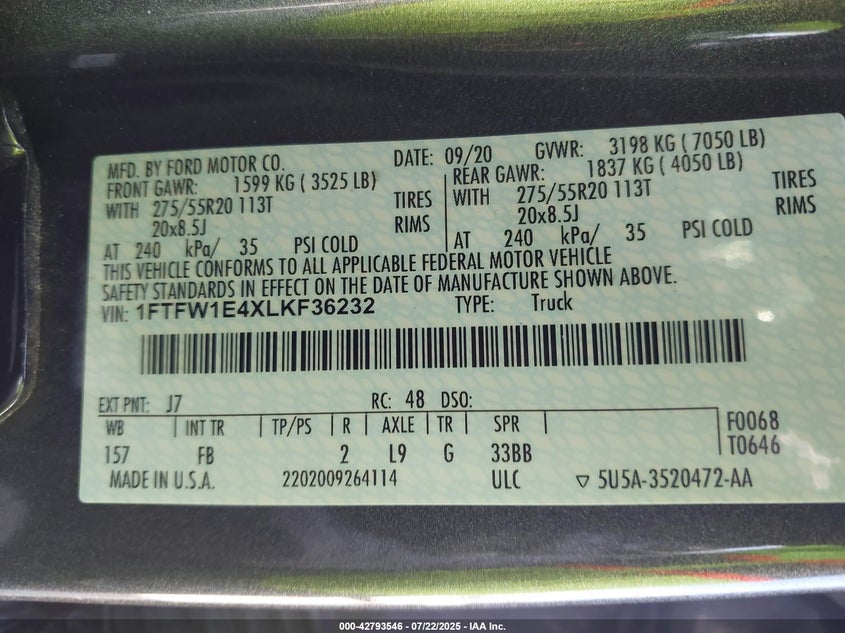 MFD. BY FORD MOTOR CO. DATE: 09/20 GVWR: 3198 KG ( 7050 LB)
FRONT GAWR: 1599 KG ( 3525 LB) REAR GAWR: 1837 KG ( 4050 LB)
WITH 275/55R20 113T TIRES WITH 275/55R20 113T TIRES
20x8.5J RIMS 20x8.5J RIMS
AT 240 kPa/ 35 PSI COLD AT 240 kPa/ 35 PSI COLD
THIS VEHICLE CONFORMS TO ALL APPLICABLE FEDERAL MOTOR VEHICLE
SAFETY STANDARDS IN EFFECT ON THE DATE OF MANUFACTURE SHOWN ABOVE.
VIN: 1FTFW1E4XLKF36232 TYPE: Truck
EXT PNT: J7 RC: 48 DSO:
WB INT TR TP/PS R AXLE TR SPR F0068
157 FB 2 L9 G 33BB T0646
MADE IN U.S.A. 2202009264114 ULC ▽ 5U5A-3520472-AA
000-42793546 - 07/22/2025 - IAA Inc.